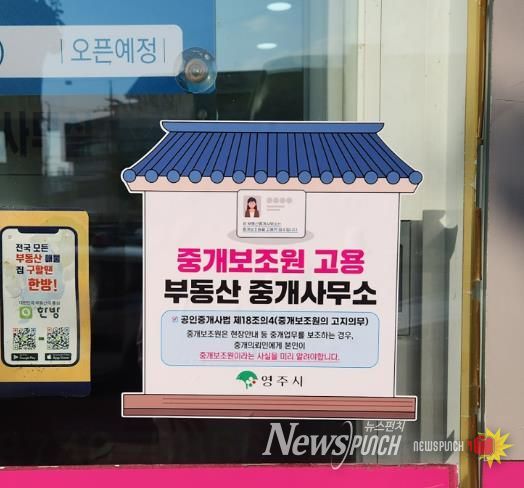 오픈예정
전국 모든
부동산 매물
집 구할땐
한방!
한방
중개보조원 고용
부동산 중개사무소
공인중개사법 제18조의4(중개보조원의 고지의무)
중개보조원은 현장안내 등 중개업무를 보조하는 경우,
중개의뢰인에게 본인이
중개보조원이라는 사실을 미리 알려야합니다.
영주시
뉴스펀치
NEWSPUNCH
NEWSPUNCH